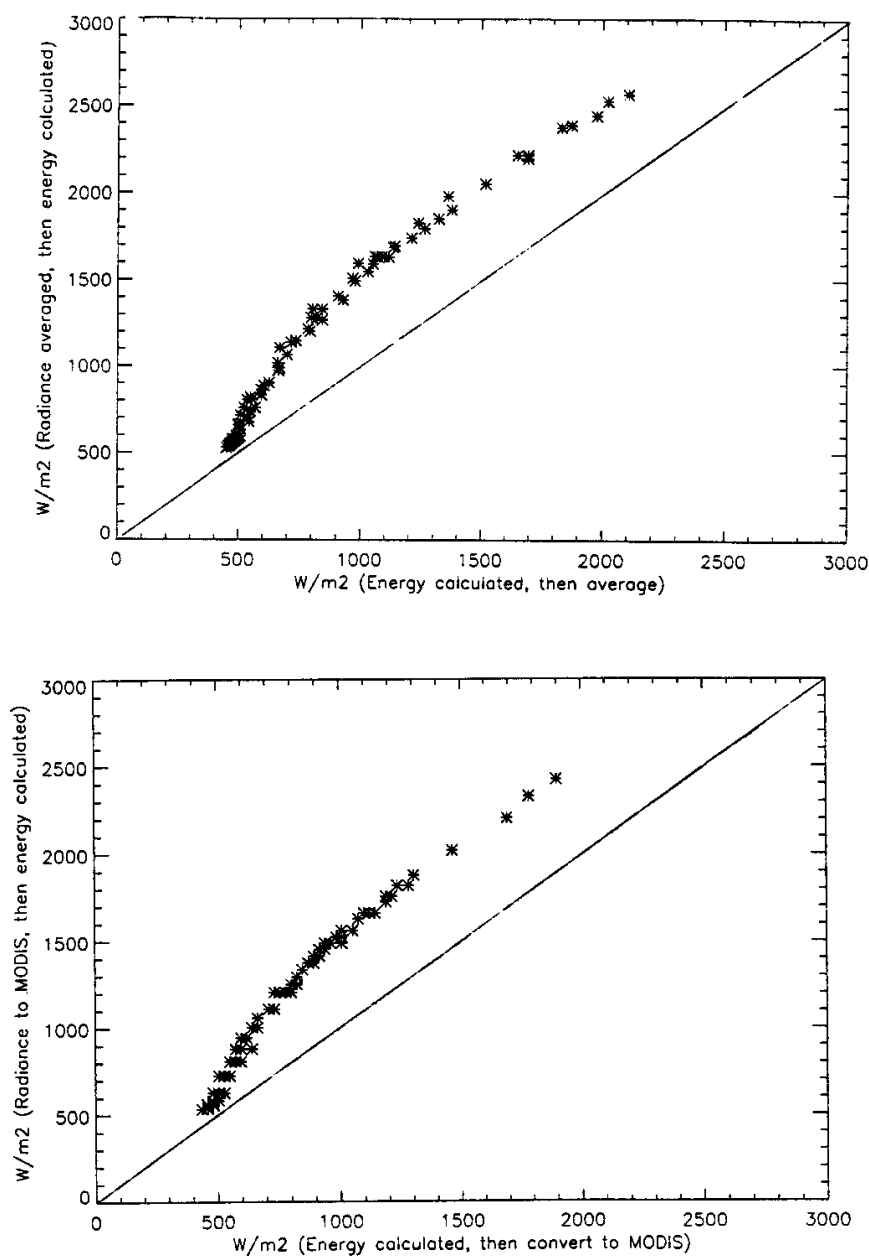 3000
2500
2000
1500
1000
500
0
W/m2 (Radiance averaged, then energy calculated)
0 500 1000 1500 2000 2500 3000
W/m2 (Energy calculated, then average)
3000
2500
2000
1500
1000
500
0
W/m2 (Radiance to MODIS, then energy calculated)
0 500 1000 1500 2000 2500 3000
W/m2 (Energy calculated, then convert to MODIS)